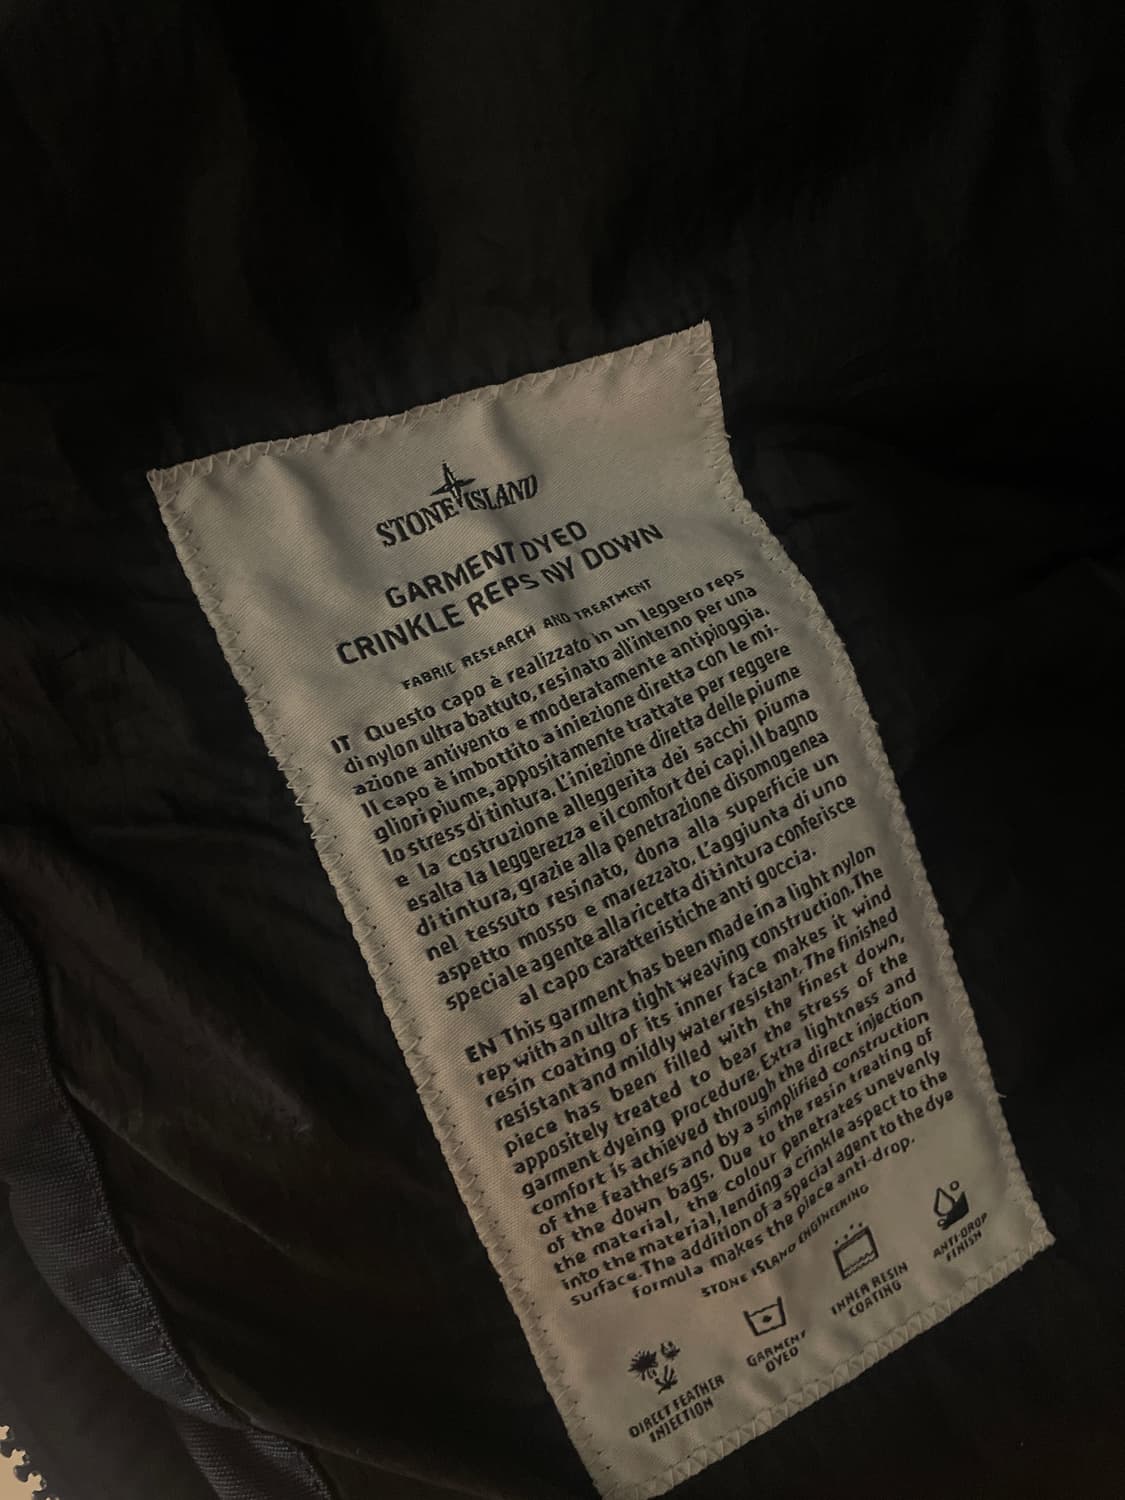 STONE ISLAND
GARMENT DYED
CRINKLE REPS NY DOWN
FABRIC RESEARCH AND TREATMENT
IT Questo capo è realizzato in un leggero reps
di nylon ultra battuto, resinato all'interno per una
azione antivento e moderatamente antipioggia.
Il capo è imbottito a iniezione diretta con le mi-
gliori piume, appositamente trattate per reggere
lo stress di tintura. L'iniezione diretta delle piume
e la costruzione alleggerita dei sacchi piuma
esalta la leggerezza e il comfort dei capi. Il bagno
di tintura, grazie alla penetrazione disomogenea
nel tessuto resinato, dona alla superficie un
aspetto mosso e marezzato. L'aggiunta di uno
speciale agente alla ricetta di tintura conferisce
al capo caratteristiche anti goccia.
EN This garment has been made in a light nylon
rep with an ultra tight weaving construction. The
resin coating of its inner face makes it wind
resistant and mildly water resistant. The finished
piece has been filled with the finest down,
appositely treated to bear the stress of the
garment dyeing procedure. Extra lightness and
comfort is achieved through the direct injection
of the feathers and by a simplified construction
of the down bags. Due to the resin treating of
the material, the colour penetrates unevenly
into the material, lending a crinkle aspect to the
surface. The addition of a special agent to the dye
formula makes the piece anti-drop.
STONE ISLAND ENGINEERING
DIRECT FEATHER
INJECTION
GARMENT
DYED
INNER RESIN
COATING
ANTI-DROP
FINISH